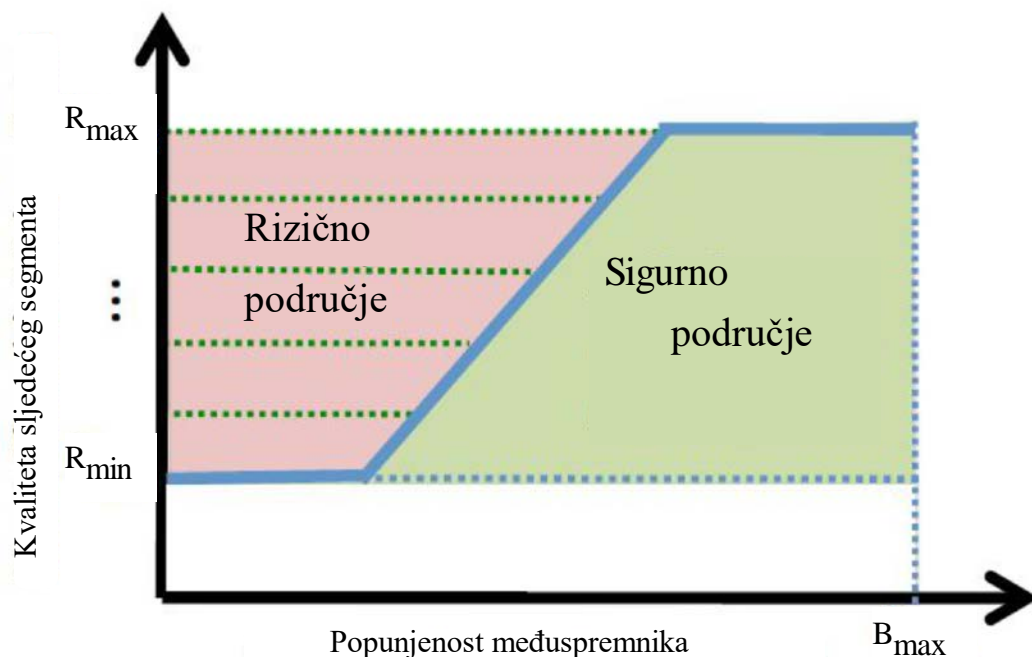 Kvaliteta sljedećeg segmenta
Rmax
Rizično
područje
Sigurno
područje
...
Rmin
Popunjenost međuspremnika
Bmax